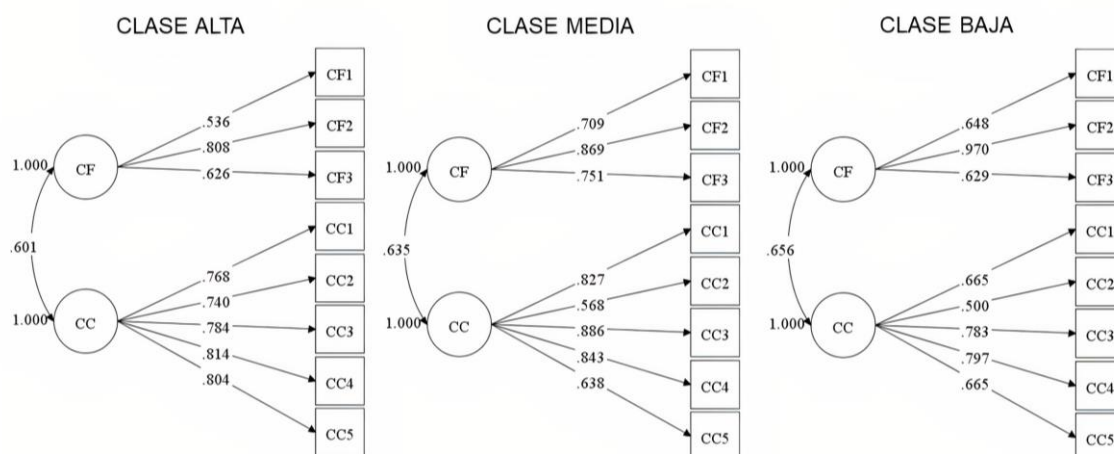 CLASE ALTA
1.000
CF
.536
.808
.626
CF1
CF2
CF3
.601
1.000
CC
.768
.740
.784
.814
.804
CC1
CC2
CC3
CC4
CC5
CLASE MEDIA
1.000
CF
.709
.869
.751
CF1
CF2
CF3
.635
1.000
CC
.827
.568
.886
.843
.638
CC1
CC2
CC3
CC4
CC5
CLASE BAJA
1.000
CF
.648
.970
.629
CF1
CF2
CF3
.656
1.000
CC
.665
.500
.783
.797
.665
CC1
CC2
CC3
CC4
CC5